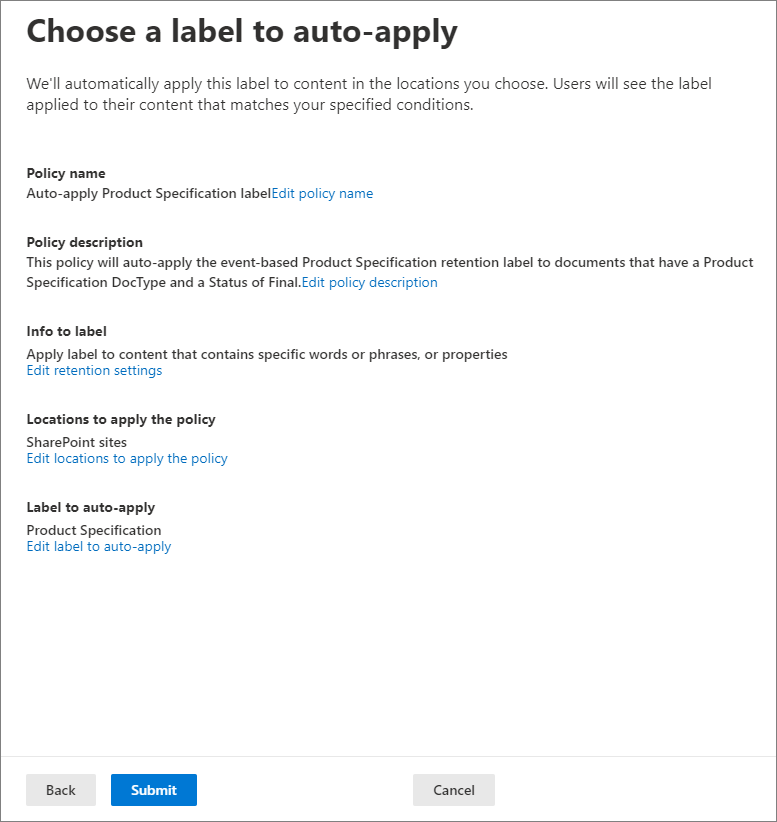 Choose a label to auto-apply
We'll automatically apply this label to content in the locations you choose. Users will see the label
applied to their content that matches your specified conditions.
Policy name
Auto-apply Product Specification labelEdit policy name
Policy description
This policy will auto-apply the event-based Product Specification retention label to documents that have a Product
Specification DocType and a Status of Final.Edit policy description
Info to label
Apply label to content that contains specific words or phrases, or properties
Edit retention settings
Locations to apply the policy
SharePoint sites
Edit locations to apply the policy
Label to auto-apply
Product Specification
Edit label to auto-apply
Back Submit Cancel